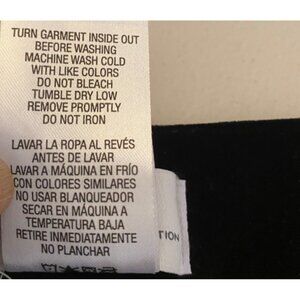 TURN GARMENT INSIDE OUT
BEFORE WASHING
MACHINE WASH COLD
WITH LIKE COLORS
DO NOT BLEACH
TUMBLE DRY LOW
REMOVE PROMPTLY
DO NOT IRON
LAVAR LA ROPA AL REVÉS
ANTES DE LAVAR
LAVAR A MÁQUINA EN FRÍO
CON COLORES SIMILARES
NO USAR BLANQUEADOR
SECAR EN MÁQUINA A
TEMPERATURA BAJA
RETIRE INMEDIATAMENTE
NO PLANCHAR
TION